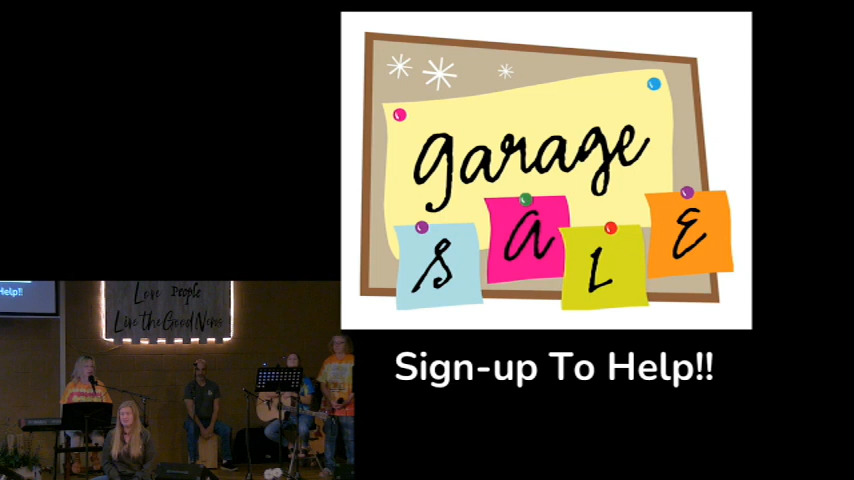 garage
SALE
Sign-up To Help!!
Help!!
Love People
Live the Good News